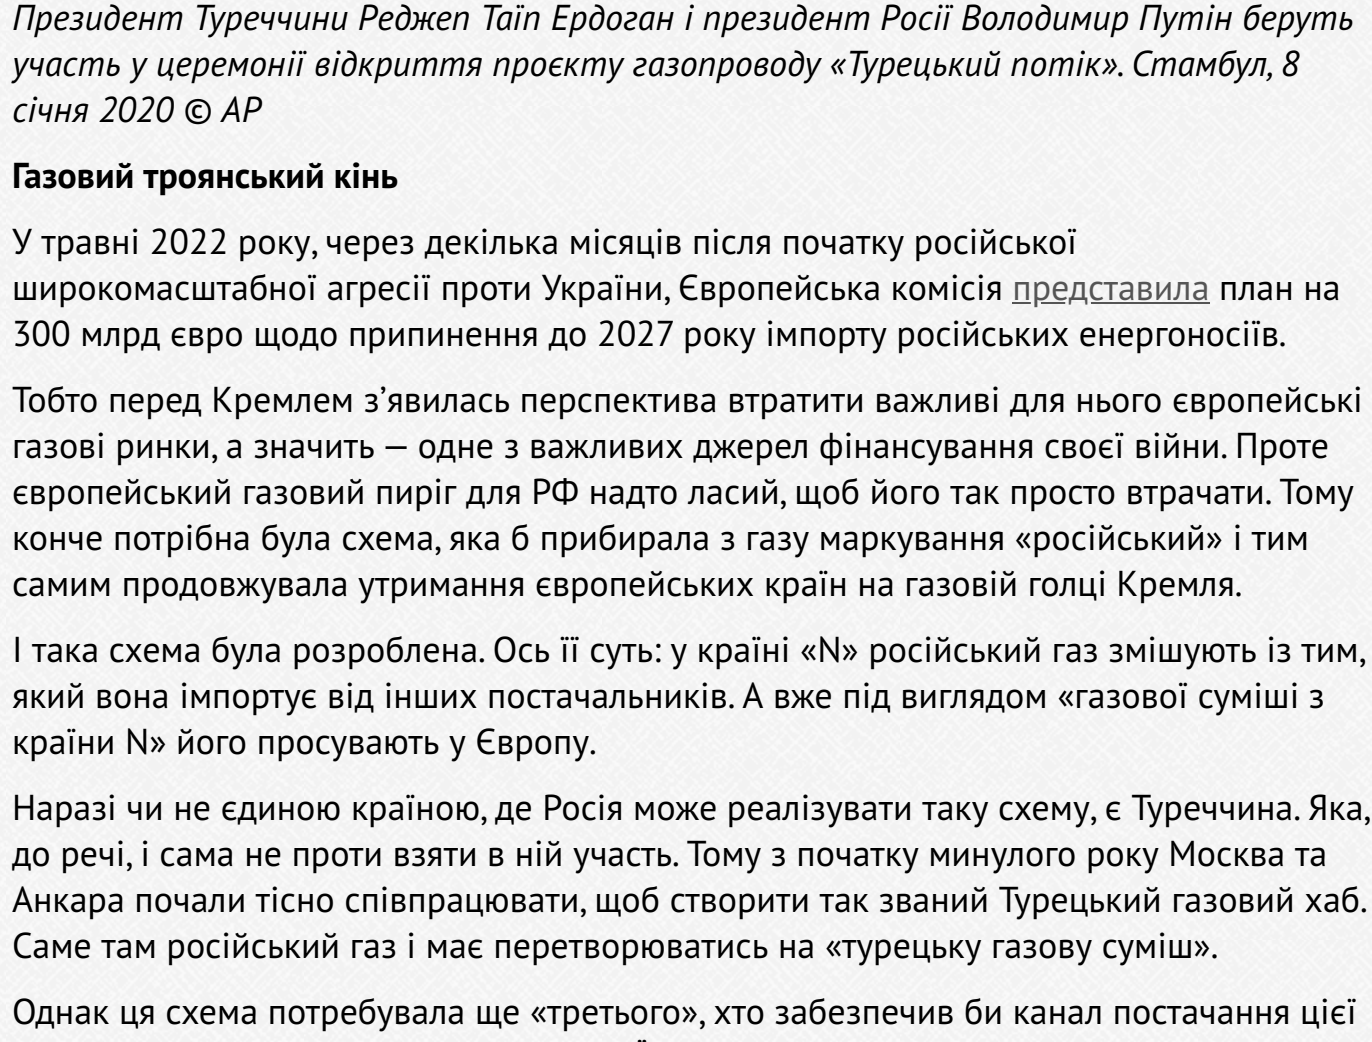 Президент Туреччини Реджеп Таїп Ердоган і президент Росії Володимир Путін беруть
участь у церемонії відкриття проєкту газопроводу «Турецький потік». Стамбул, 8
січня 2020 © AP
Газовий троянський кінь
У травні 2022 року, через декілька місяців після початку російської
широкомасштабної агресії проти України, Європейська комісія представила план на
300 млрд євро щодо припинення до 2027 року імпорту російських енергоносіїв.
Тобто перед Кремлем з’явилась перспектива втратити важливі для нього європейські
газові ринки, а значить — одне з важливих джерел фінансування своєї війни. Проте
європейський газовий пиріг для РФ надто ласий, щоб його так просто втрачати. Тому
конче потрібна була схема, яка б прибирала з газу маркування «російський» і тим
самим продовжувала утримання європейських країн на газовій голці Кремля.
І така схема була розроблена. Ось її суть: у країні «N» російський газ змішують із тим,
який вона імпортує від інших постачальників. А вже під виглядом «газової суміші з
країни N» його просувають у Європу.
Наразі чи не єдиною країною, де Росія може реалізувати таку схему, є Туреччина. Яка,
до речі, і сама не проти взяти в ній участь. Тому з початку минулого року Москва та
Анкара почали тісно співпрацювати, щоб створити так званий Турецький газовий хаб.
Саме там російський газ і має перетворюватись на «турецьку газову суміш».
Однак ця схема потребувала ще «третього», хто забезпечив би канал постачання цієї